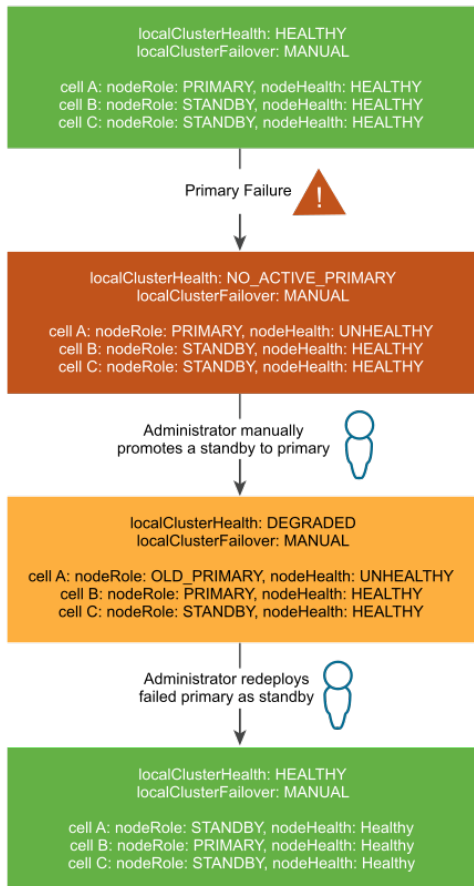 localClusterHealth: HEALTHY
localClusterFailover: MANUAL
cell A: nodeRole: PRIMARY, nodeHealth: HEALTHY
cell B: nodeRole: STANDBY, nodeHealth: HEALTHY
cell C: nodeRole: STANDBY, nodeHealth: HEALTHY
Primary Failure
!
localClusterHealth: NO_ACTIVE_PRIMARY
localClusterFailover: MANUAL
cell A: nodeRole: PRIMARY, nodeHealth: UNHEALTHY
cell B: nodeRole: STANDBY, nodeHealth: HEALTHY
cell C: nodeRole: STANDBY, nodeHealth: HEALTHY
Administrator manually
promotes a standby to primary
localClusterHealth: DEGRADED
localClusterFailover: MANUAL
cell A: nodeRole: OLD_PRIMARY, nodeHealth: UNHEALTHY
cell B: nodeRole: PRIMARY, nodeHealth: HEALTHY
cell C: nodeRole: STANDBY, nodeHealth: HEALTHY
Administrator redeploys
failed primary as standby
localClusterHealth: HEALTHY
localClusterFailover: MANUAL
cell A: nodeRole: STANDBY, nodeHealth: Healthy
cell B: nodeRole: PRIMARY, nodeHealth: Healthy
cell C: nodeRole: STANDBY, nodeHealth: Healthy